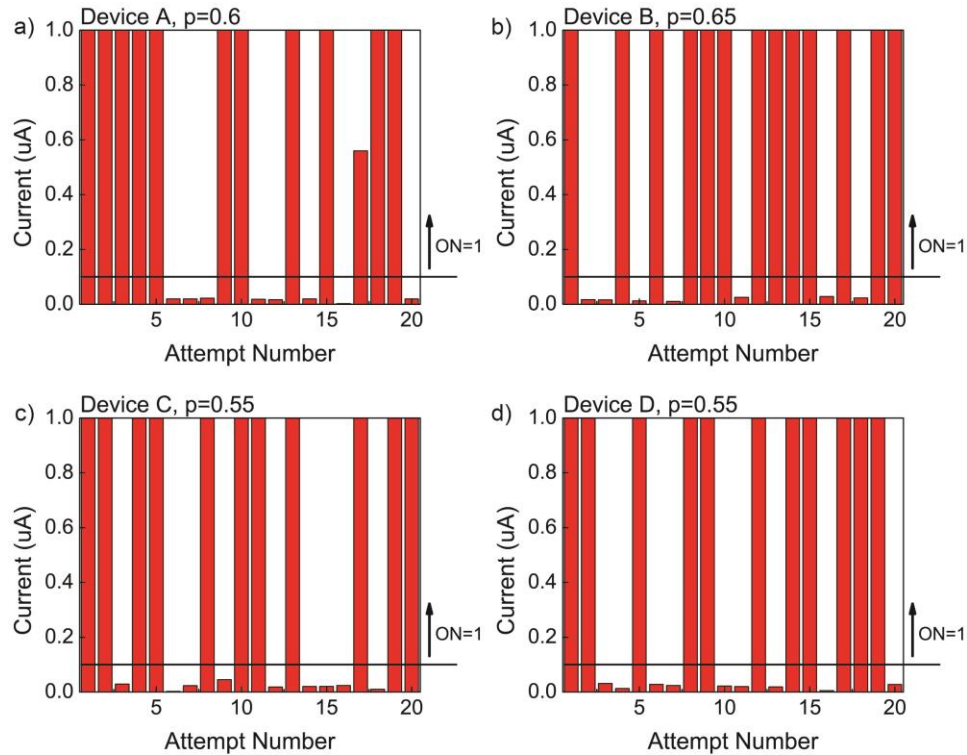 a) Device A, p=0.6
1.0
0.8
0.6
0.4
0.2
0.0
Current (uA)
ON=1
5 10 15 20
Attempt Number
b) Device B, p=0.65
1.0
0.8
0.6
0.4
0.2
0.0
Current (uA)
ON=1
5 10 15 20
Attempt Number
c) Device C, p=0.55
1.0
0.8
0.6
0.4
0.2
0.0
Current (uA)
ON=1
5 10 15 20
Attempt Number
d) Device D, p=0.55
1.0
0.8
0.6
0.4
0.2
0.0
Current (uA)
ON=1
5 10 15 20
Attempt Number